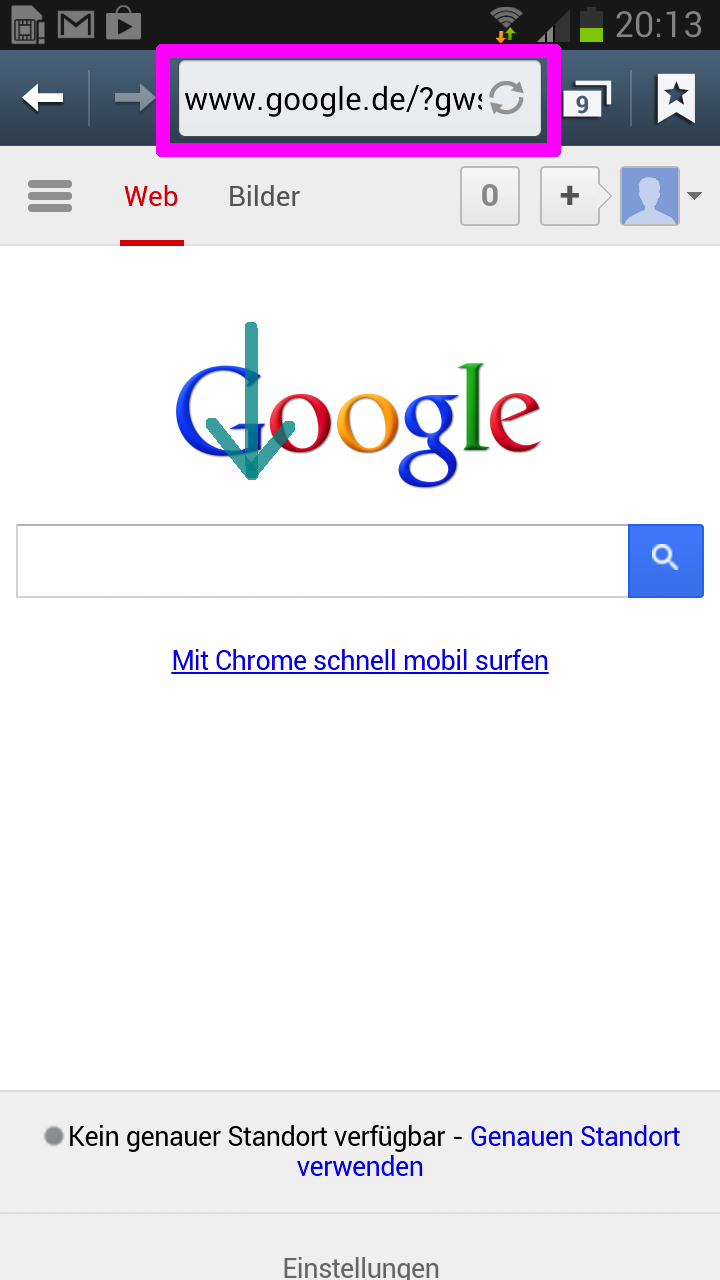 20:13
www.google.de/?gws
9
Web Bilder 0 +
Google
Mit Chrome schnell mobil surfen
Kein genauer Standort verfügbar - Genauen Standort
verwenden
Einstellungen